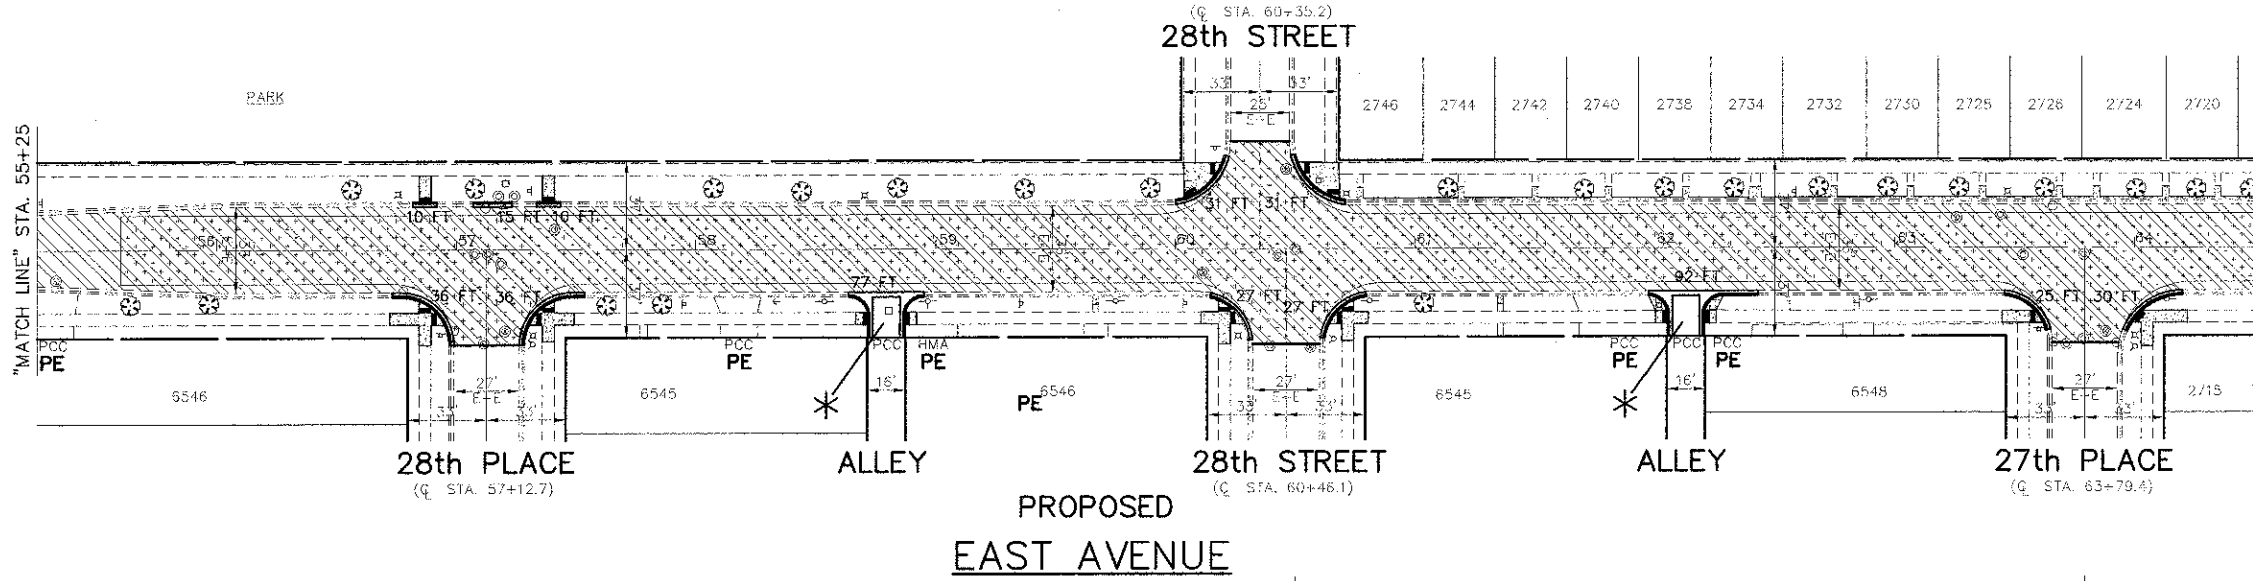 (℄ STA. 60+35.2)
28th STREET
33' 33'
25'
E-E
PARK
2746 2744 2742 2740 2738 2734 2732 2730 2728 2726 2724 2720
"MATCH LINE" STA. 55+25
10 FT 15 FT 10 FT
31 FT 31 FT
56 57 58 59 60 61 62 63 64
36 FT 36 FT
77 FT
27 FT 27 FT
92 FT
25 FT 30 FT
PCC PCC PCC HMA PCC PCC PCC
PE PE PE PE PE PE
6546 6545 6546 6545 6548 2715
27' 16' 27' 16' 27'
E-E E-E E-E
33' 33' 33' 33' 33' 33'
28th PLACE ALLEY 28th STREET ALLEY 27th PLACE
(℄ STA. 57+12.7) (℄ STA. 60+46.1) (℄ STA. 63+79.4)
PROPOSED
EAST AVENUE